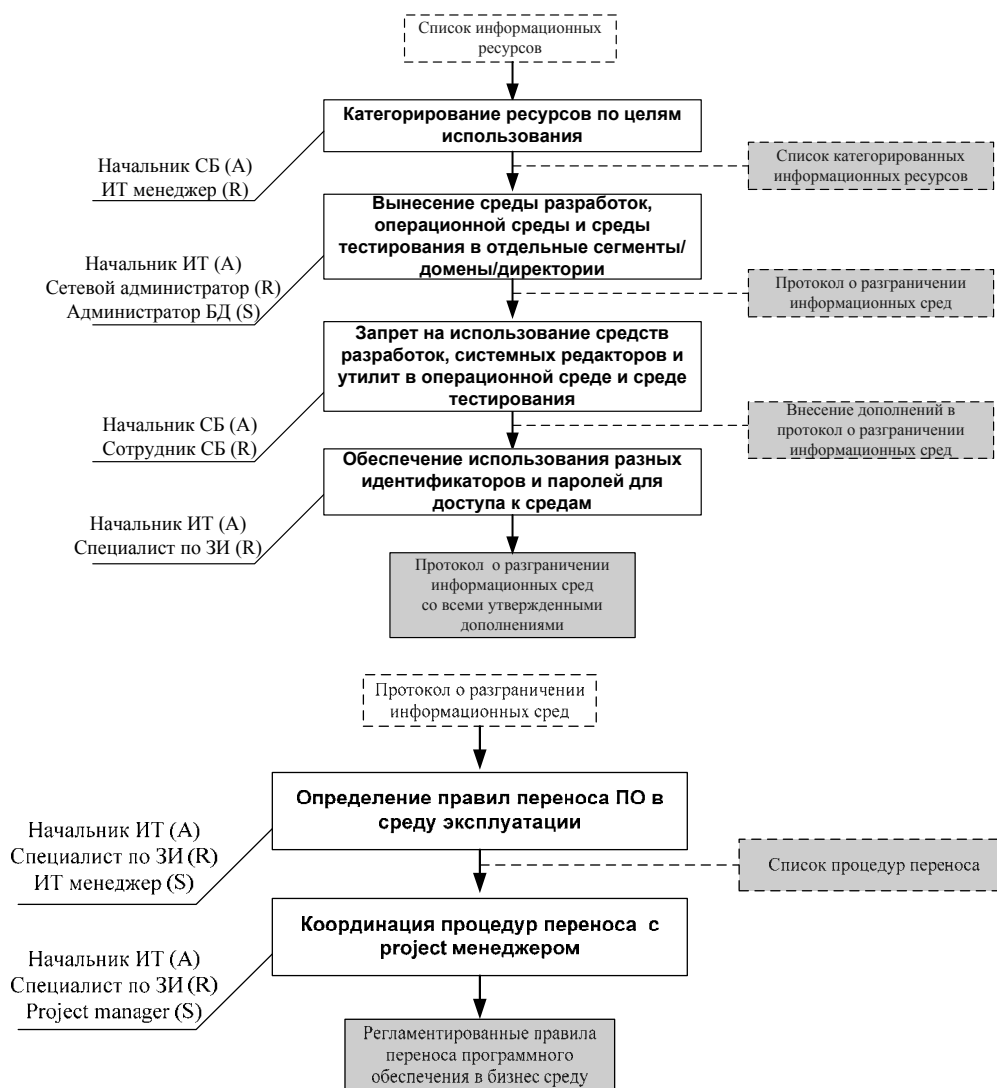 Список информационных
ресурсов
Категорирование ресурсов по целям
использования
Начальник СБ (A)
ИТ менеджер (R)
Список категорированных
информационных ресурсов
Вынесение среды разработок,
операционной среды и среды
тестирования в отдельные сегменты/
домены/директории
Начальник ИТ (A)
Сетевой администратор (R)
Администратор БД (S)
Протокол о разграничении
информационных сред
Запрет на использование средств
разработок, системных редакторов и
утилит в операционной среде и среде
тестирования
Начальник СБ (A)
Сотрудник СБ (R)
Внесение дополнений в
протокол о разграничении
информационных сред
Обеспечение использования разных
идентификаторов и паролей для
доступа к средам
Начальник ИТ (A)
Специалист по ЗИ (R)
Протокол о разграничении
информационных сред
со всеми утвержденными
дополнениями
Протокол о разграничении
информационных сред
Определение правил переноса ПО в
среду эксплуатации
Начальник ИТ (A)
Специалист по ЗИ (R)
ИТ менеджер (S)
Список процедур переноса
Координация процедур переноса с
project менеджером
Начальник ИТ (A)
Специалист по ЗИ (R)
Project manager (S)
Регламентированные правила
переноса программного
обеспечения в бизнес среду